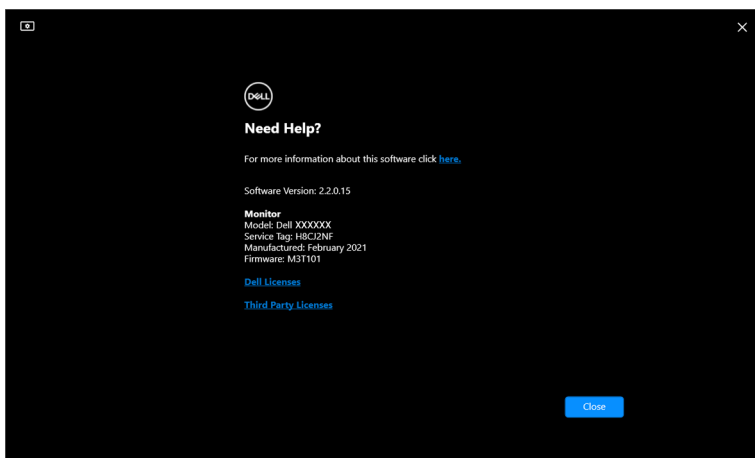 DELL
Need Help?
For more information about this software click here.
Software Version: 2.2.0.15
Monitor
Model: Dell XXXXXX
Service Tag: H8CJ2NF
Manufactured: February 2021
Firmware: M3T101
Dell Licenses
Third Party Licenses
Close